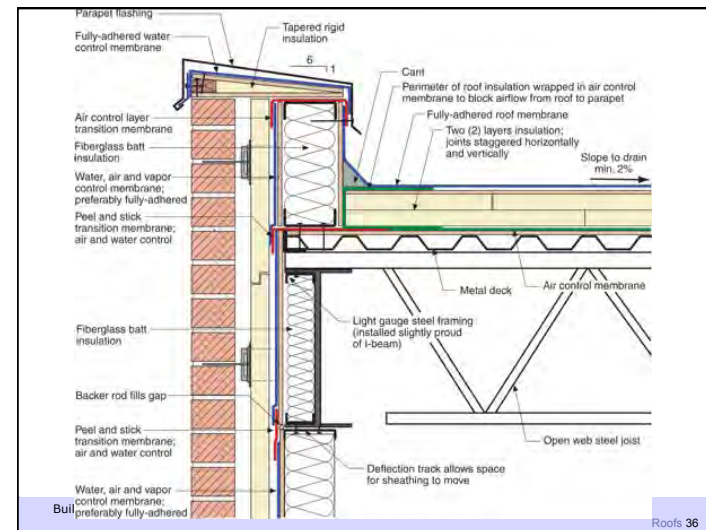 Parapet flashing
Fully-adhered water
control membrane
Tapered rigid
insulation
6
1
Cant
Perimeter of roof insulation wrapped in air control
membrane to block airflow from roof to parapet
Fully-adhered roof membrane
Two (2) layers insulation;
joints staggered horizontally
and vertically
Slope to drain
min. 2%
Air control layer
transition membrane
Fiberglass batt
insulation
Water, air and vapor
control membrane;
preferably fully-adhered
Peel and stick
transition membrane;
air and water control
Metal deck
Air control membrane
Light gauge steel framing
(installed slightly proud
of I-beam)
Fiberglass batt
insulation
Backer rod fills gap
Peel and stick
transition membrane;
air and water control
Open web steel joist
Deflection track allows space
for sheathing to move
Water, air and vapor
control membrane;
preferably fully-adhered
Buil
Roofs 36